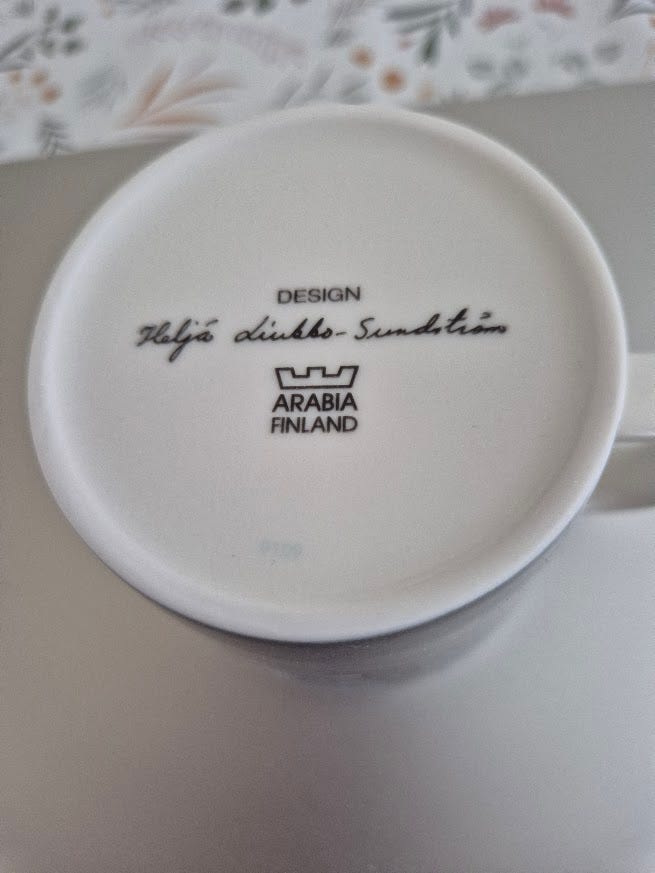 DESIGN
Heljä Liukko-Sundström
ARABIA
FINLAND